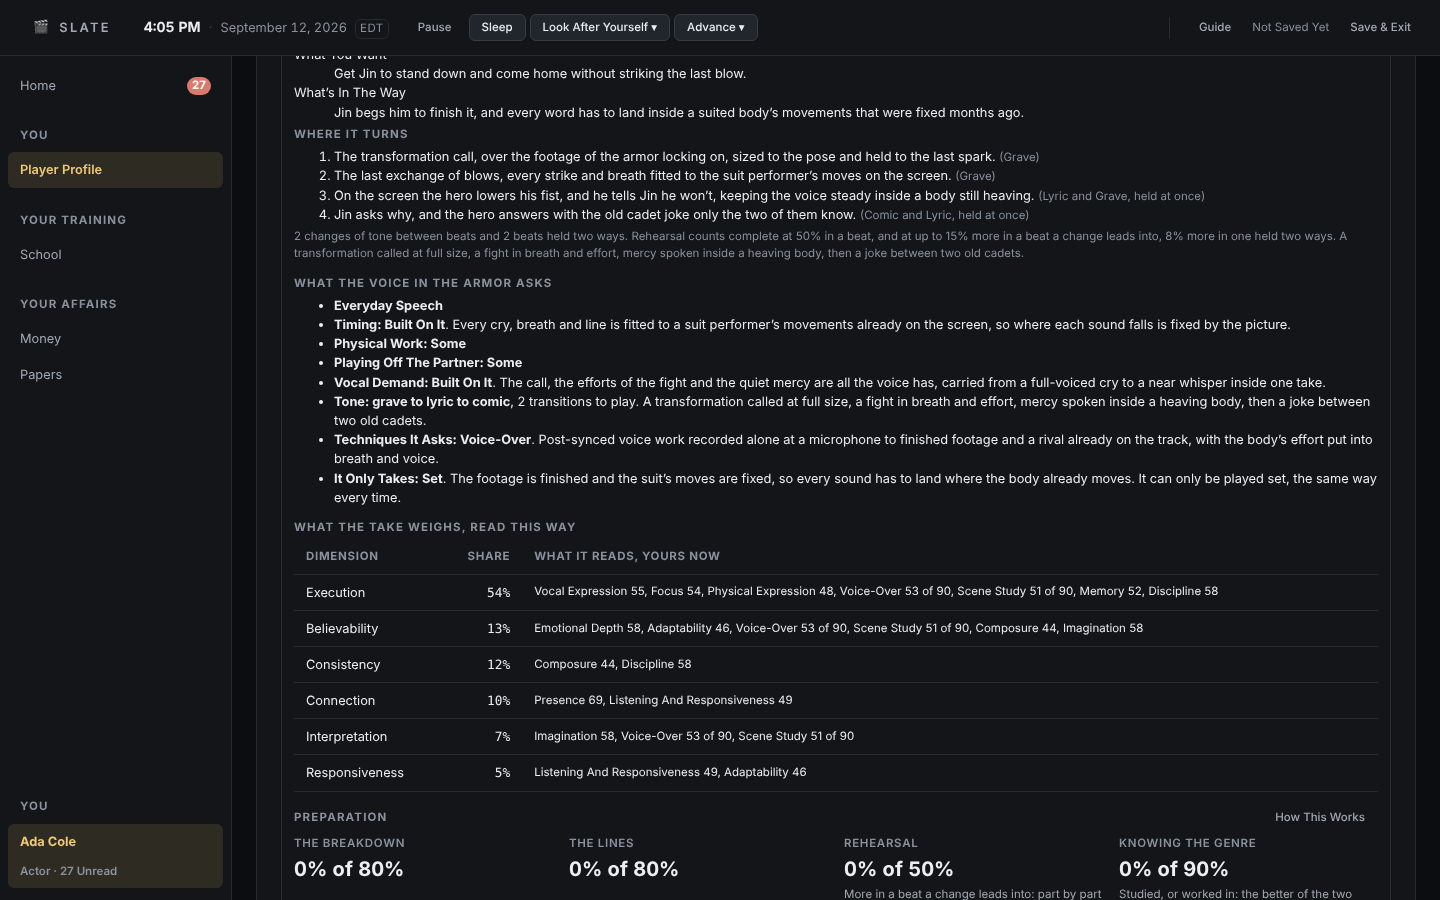 SLATE
4:05 PM · September 12, 2026 EDT
Pause
Sleep
Look After Yourself ▾
Advance ▾
Guide
Not Saved Yet
Save & Exit
Home
27
YOU
Player Profile
YOUR TRAINING
School
YOUR AFFAIRS
Money
Papers
YOU
Ada Cole
Actor · 27 Unread
What You Want
Get Jin to stand down and come home without striking the last blow.
What's In The Way
Jin begs him to finish it, and every word has to land inside a suited body's movements that were fixed months ago.
WHERE IT TURNS
1. The transformation call, over the footage of the armor locking on, sized to the pose and held to the last spark. (Grave)
2. The last exchange of blows, every strike and breath fitted to the suit performer's moves on the screen. (Grave)
3. On the screen the hero lowers his fist, and he tells Jin he won't, keeping the voice steady inside a body still heaving. (Lyric and Grave, held at once)
4. Jin asks why, and the hero answers with the old cadet joke only the two of them know. (Comic and Lyric, held at once)
2 changes of tone between beats and 2 beats held two ways. Rehearsal counts complete at 50% in a beat, and at up to 15% more in a beat a change leads into, 8% more in one held two ways. A
transformation called at full size, a fight in breath and effort, mercy spoken inside a heaving body, then a joke between two old cadets.
WHAT THE VOICE IN THE ARMOR ASKS
• Everyday Speech
• Timing: Built On It. Every cry, breath and line is fitted to a suit performer's movements already on the screen, so where each sound falls is fixed by the picture.
• Physical Work: Some
• Playing Off The Partner: Some
• Vocal Demand: Built On It. The call, the efforts of the fight and the quiet mercy are all the voice has, carried from a full-voiced cry to a near whisper inside one take.
• Tone: grave to lyric to comic, 2 transitions to play. A transformation called at full size, a fight in breath and effort, mercy spoken inside a heaving body, then a joke between
two old cadets.
• Techniques It Asks: Voice-Over. Post-synced voice work recorded alone at a microphone to finished footage and a rival already on the track, with the body's effort put into
breath and voice.
• It Only Takes: Set. The footage is finished and the suit's moves are fixed, so every sound has to land where the body already moves. It can only be played set, the same way
every time.
WHAT THE TAKE WEIGHS, READ THIS WAY
DIMENSION SHARE WHAT IT READS, YOURS NOW
Execution 54% Vocal Expression 55, Focus 54, Physical Expression 48, Voice-Over 53 of 90, Scene Study 51 of 90, Memory 52, Discipline 58
Believability 13% Emotional Depth 58, Adaptability 46, Voice-Over 53 of 90, Scene Study 51 of 90, Composure 44, Imagination 58
Consistency 12% Composure 44, Discipline 58
Connection 10% Presence 69, Listening And Responsiveness 49
Interpretation 7% Imagination 58, Voice-Over 53 of 90, Scene Study 51 of 90
Responsiveness 5% Listening And Responsiveness 49, Adaptability 46
PREPARATION
How This Works
THE BREAKDOWN THE LINES REHEARSAL KNOWING THE GENRE
0% of 80% 0% of 80% 0% of 50% 0% of 90%
More in a beat a change leads into: part by part
Studied, or worked in: the better of the two